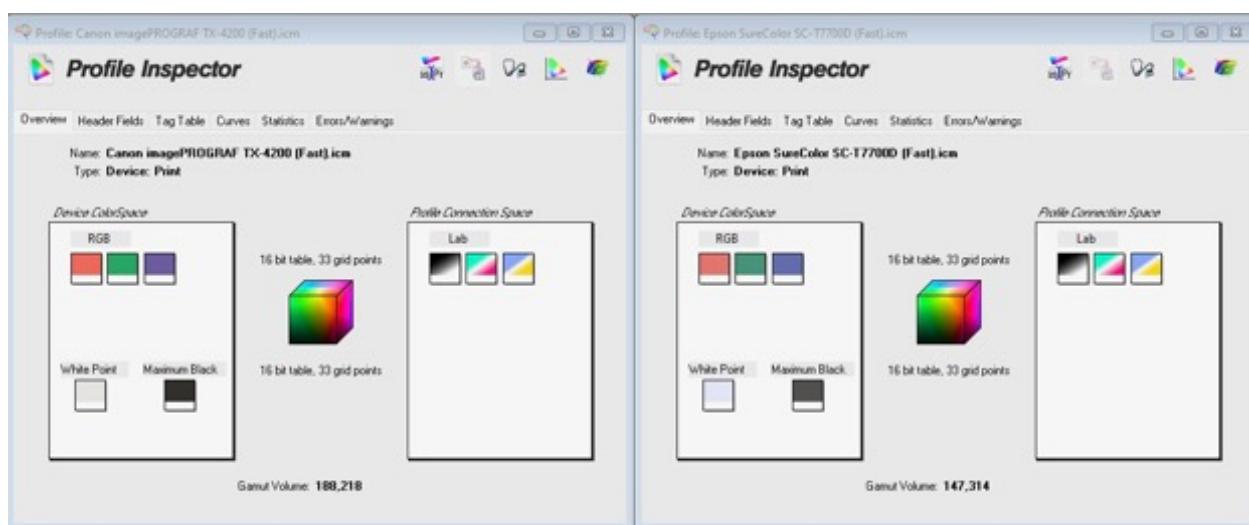 Profile: Canon imagePROGRAF TX-4200 (Fast).icm
Profile Inspector
Overview Header Fields Tag Table Curves Statistics Errors/Warnings
Name: Canon imagePROGRAF TX-4200 (Fast).icm
Type: Device: Print
Device ColorSpace
Profile Connection Space
RGB
Lab
16 bit table, 33 grid points
White Point
Maximum Black
16 bit table, 33 grid points
Gamut Volume: 188,218
Profile: Epson SureColor SC-T7700D (Fast).icm
Profile Inspector
Overview Header Fields Tag Table Curves Statistics Errors/Warnings
Name: Epson SureColor SC-T7700D (Fast).icm
Type: Device: Print
Device ColorSpace
Profile Connection Space
RGB
Lab
16 bit table, 33 grid points
White Point
Maximum Black
16 bit table, 33 grid points
Gamut Volume: 147,314